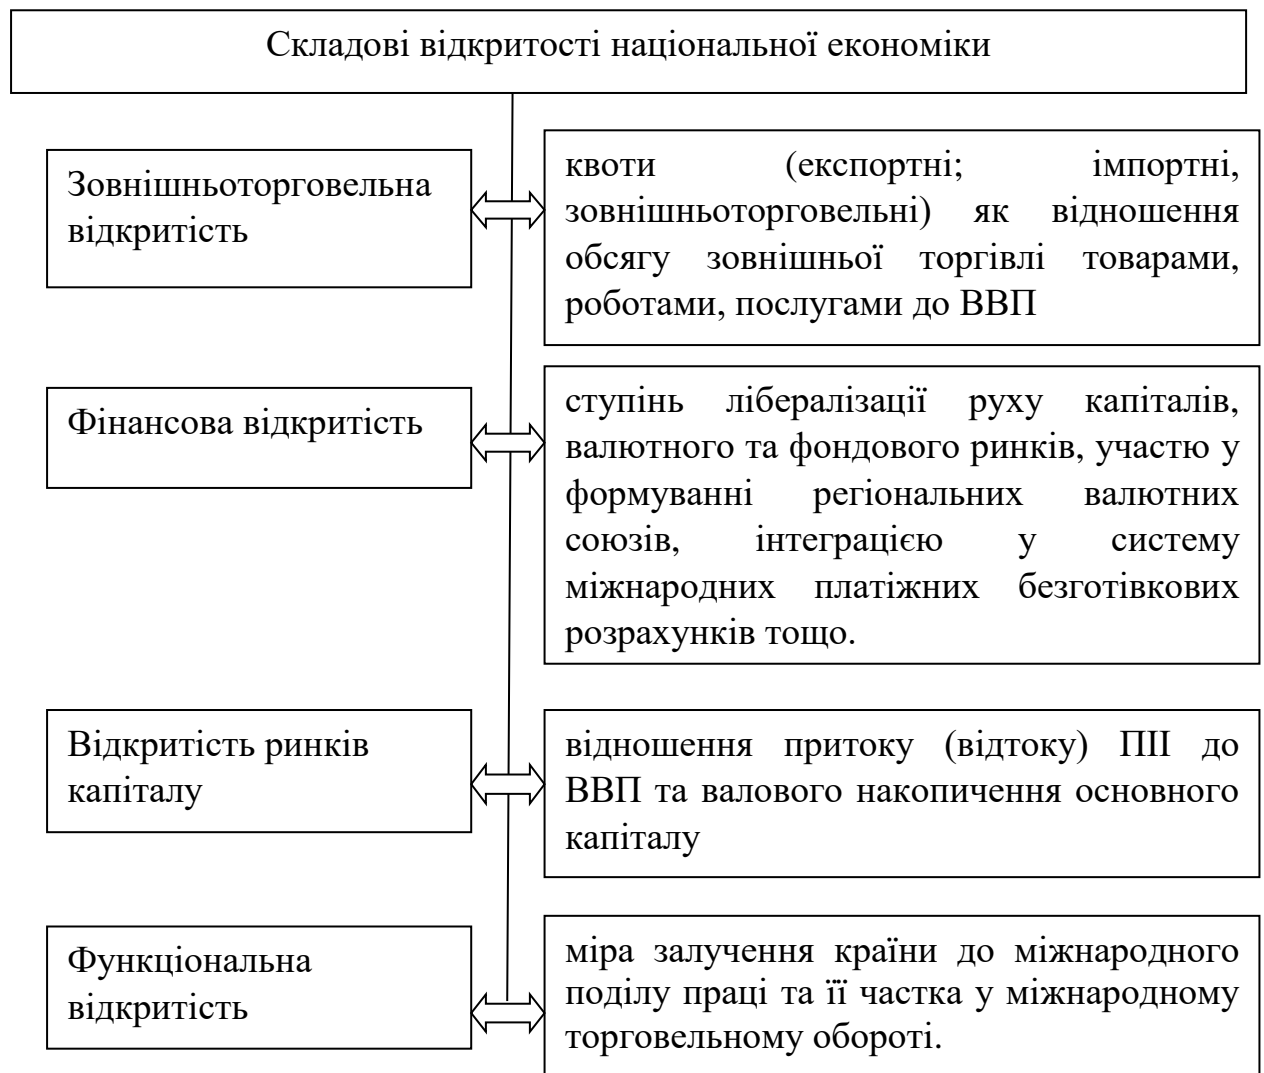 Складові відкритості національної економіки
Зовнішньоторговельна
відкритість
квоти (експортні; імпортні,
зовнішньоторговельні) як відношення
обсягу зовнішньої торгівлі товарами,
роботами, послугами до ВВП
Фінансова відкритість
ступінь лібералізації руху капіталів,
валютного та фондового ринків, участю у
формуванні регіональних валютних
союзів, інтеграцією у систему
міжнародних платіжних безготівкових
розрахунків тощо.
Відкритість ринків
капіталу
відношення притоку (відтоку) ПІІ до
ВВП та валового накопичення основного
капіталу
Функціональна
відкритість
міра залучення країни до міжнародного
поділу праці та її частка у міжнародному
торговельному обороті.